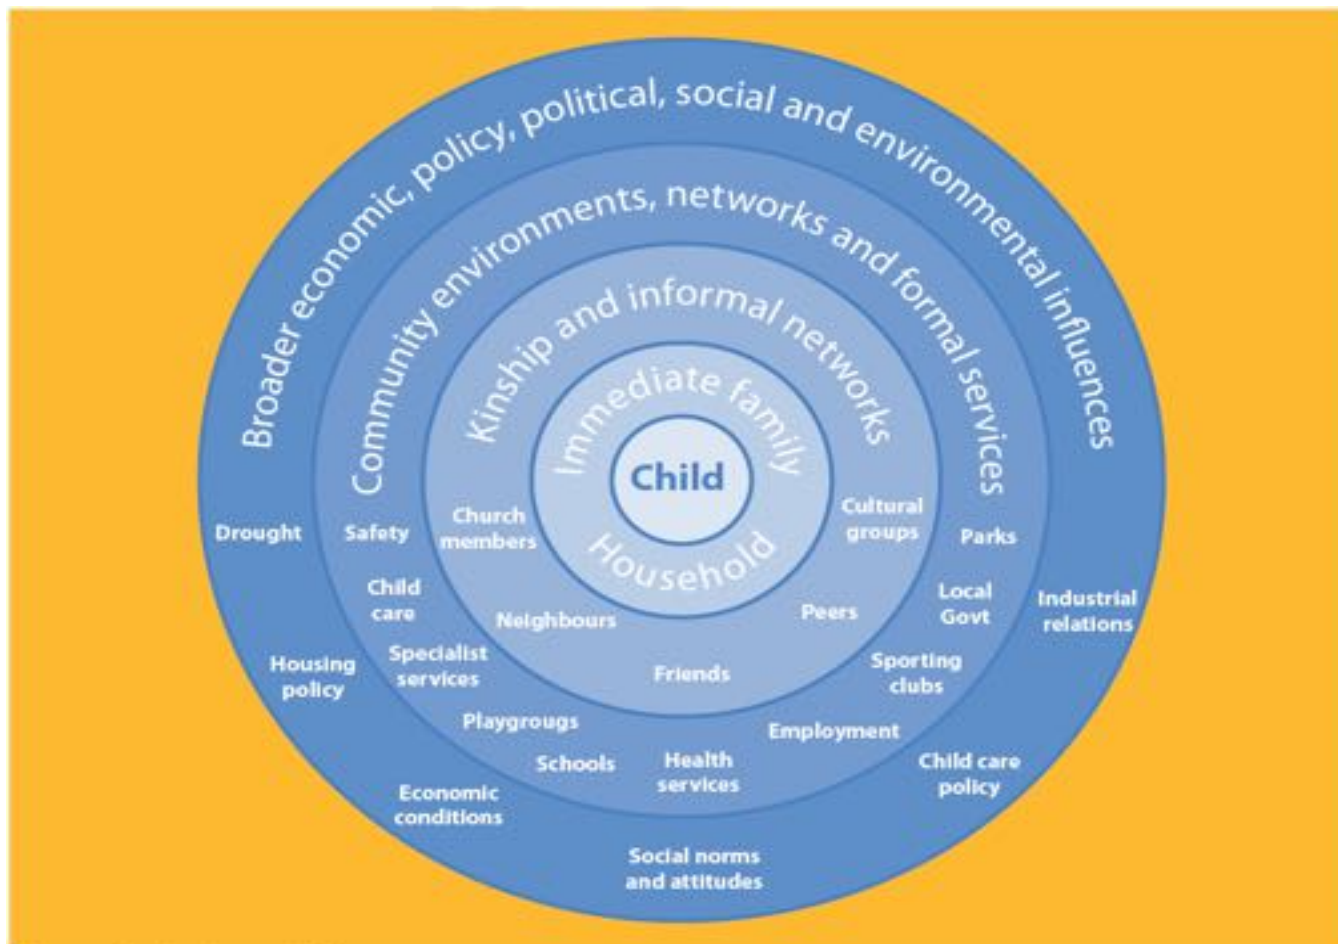 Broader economic, policy, political, social and environmental influences
Community environments, networks and formal services
Kinship and informal networks
Immediate family
Child
Household
Church
members
Cultural
groups
Neighbours
Peers
Friends
Safety
Parks
Child
care
Local
Govt
Specialist
services
Sporting
clubs
Playgrougs
Employment
Schools
Health
services
Drought
Industrial
relations
Housing
policy
Child care
policy
Economic
conditions
Social norms
and attitudes